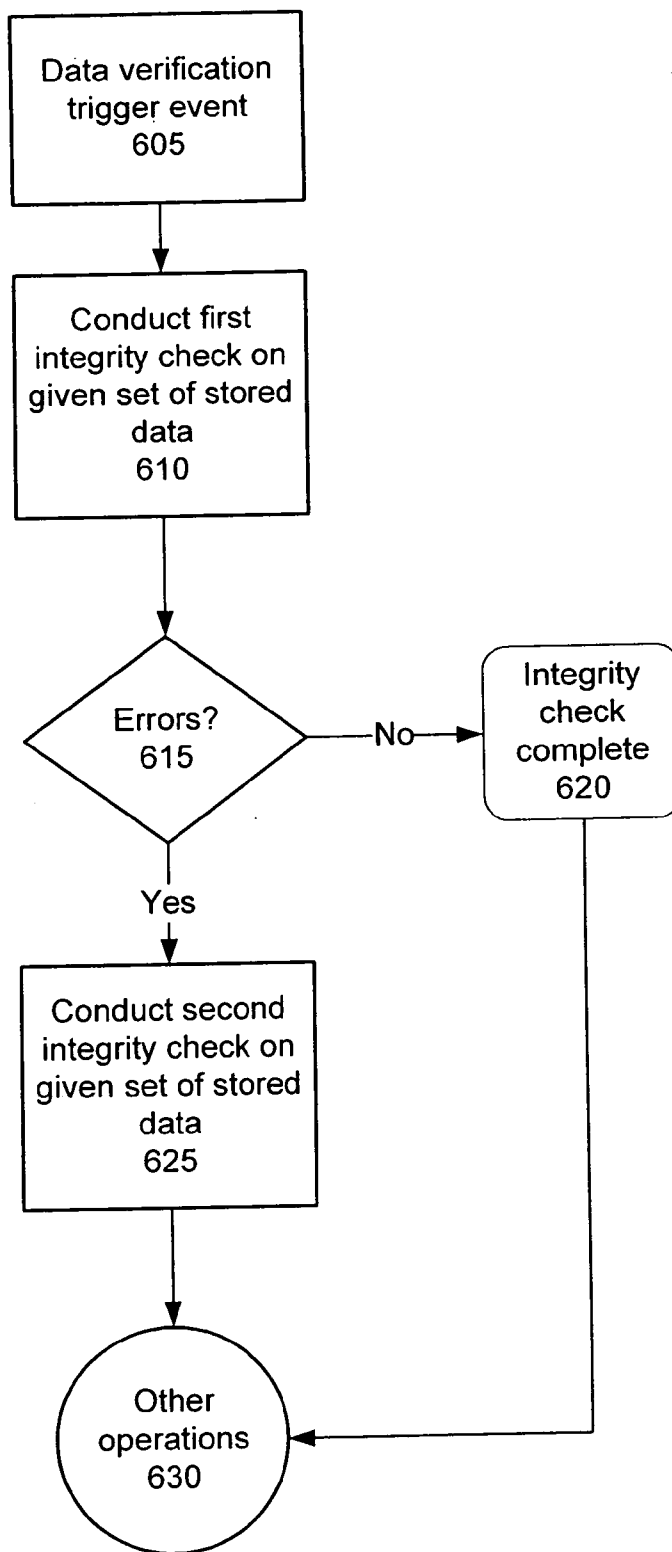 Data verification
trigger event
605
Conduct first
integrity check on
given set of stored
data
610
Errors?
615
No
Integrity
check
complete
620
Yes
Conduct second
integrity check on
given set of stored
data
625
Other
operations
630